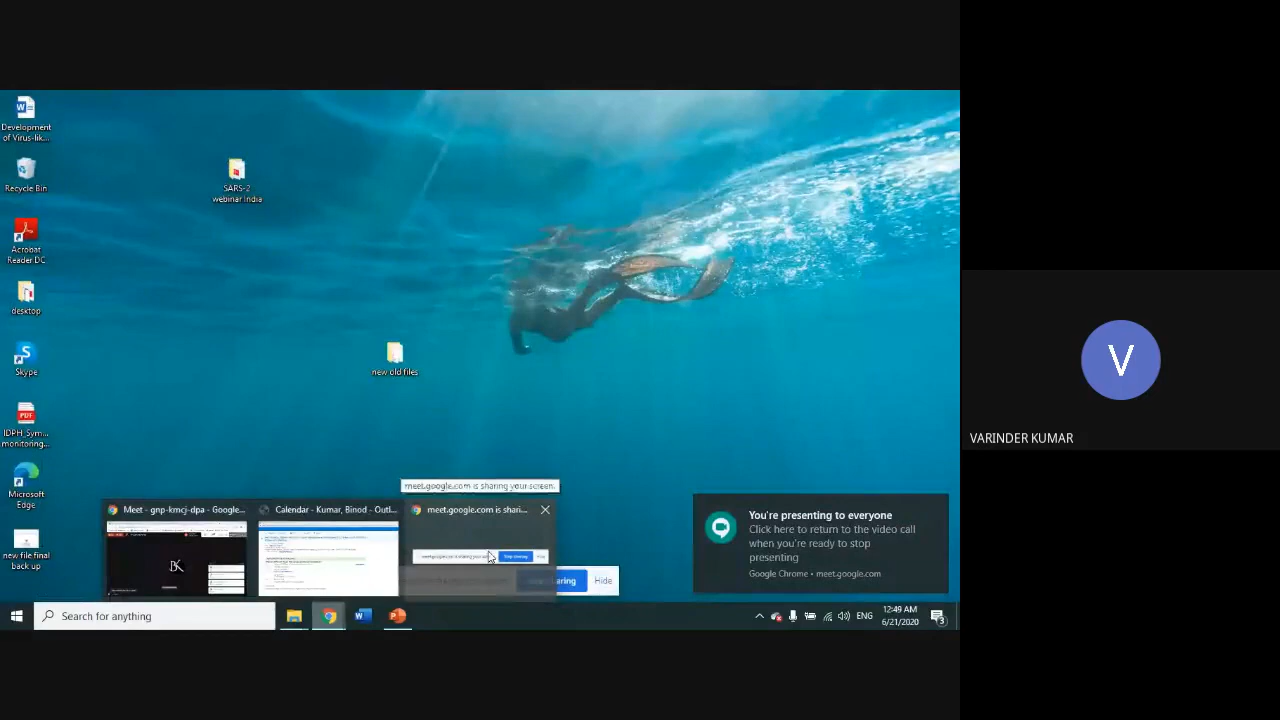 Development
of Virus-lik...
Recycle Bin
SARS-2
webinar India
Acrobat
Reader DC
desktop
new old files
Skype
IDPH_Sym...
monitoring...
Microsoft
Edge
new file final
clean up
meet.google.com is sharing your screen.
Meet - gnp-kmcj-dpa - Google...
Calendar - Kumar, Binod - Outl...
meet.google.com is shari...
Stop sharing
Hide
You're presenting to everyone
Click here to return to the video call
when you're ready to stop
presenting
Google Chrome • meet.google.com
Search for anything
ENG
12:49 AM
6/21/2020
3
V
VARINDER KUMAR